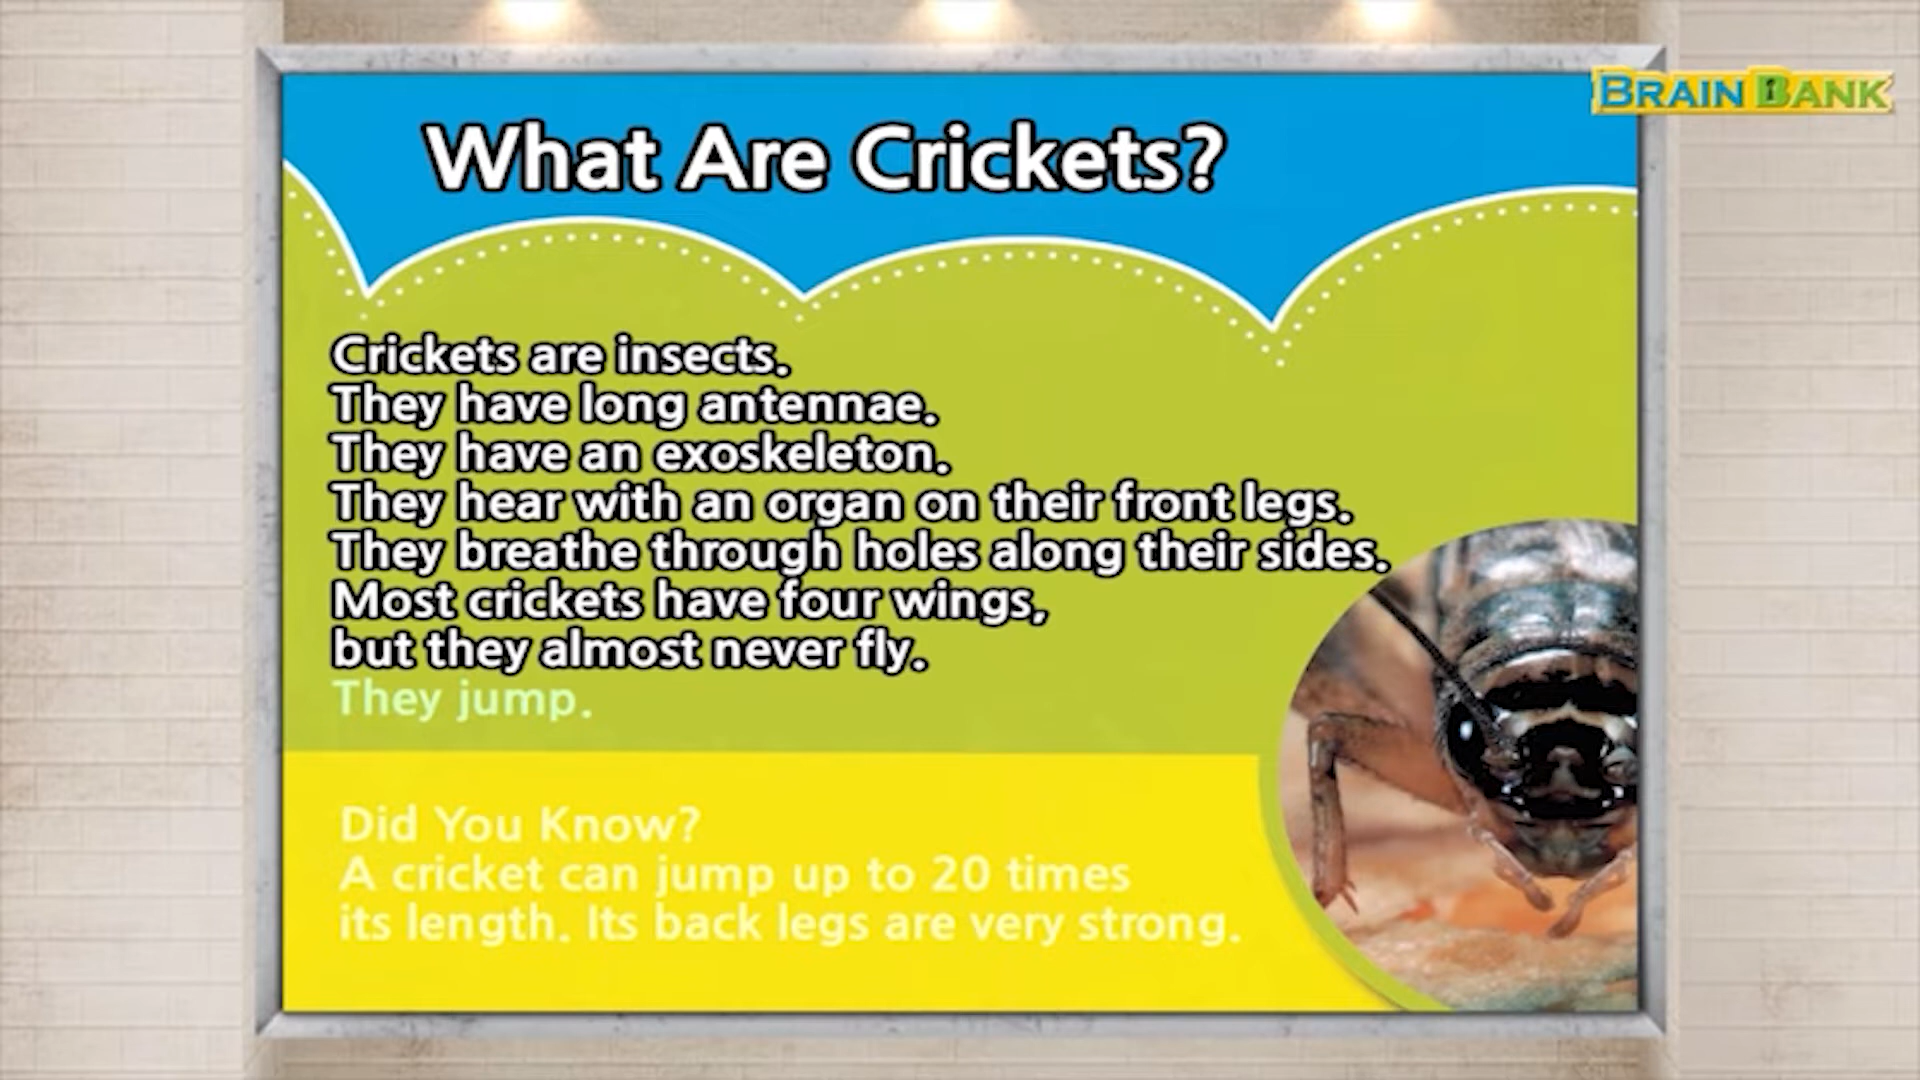 BRAIN BANK
What Are Crickets?
Crickets are insects.
They have long antennae.
They have an exoskeleton.
They hear with an organ on their front legs.
They breathe through holes along their sides.
Most crickets have four wings,
but they almost never fly.
They jump.
Did You Know?
A cricket can jump up to 20 times
its length. Its back legs are very strong.